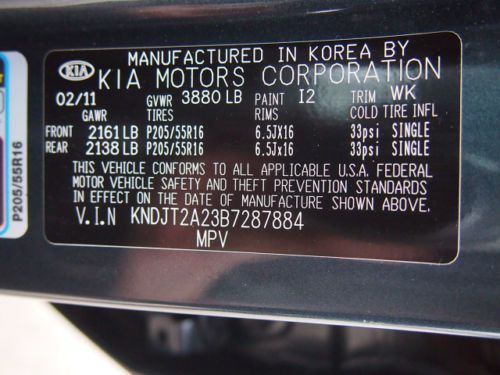 MANUFACTURED IN KOREA BY
KIA KIA MOTORS CORPORATION
02/11 GVWR 3880 LB PAINT I2 TRIM WK
GAWR TIRES RIMS COLD TIRE INFL
FRONT 2161 LB P205/55R16 6.5Jx16 33psi SINGLE
REAR 2138 LB P205/55R16 6.5Jx16 33psi SINGLE
THIS VEHICLE CONFORMS TO ALL APPLICABLE U.S.A. FEDERAL
MOTOR VEHICLE SAFETY AND THEFT PREVENTION STANDARDS
IN EFFECT ON THE DATE OF MANUFACTURE SHOWN ABOVE.
V.I.N KNDJT2A23B7287884
MPV
P205/55R16